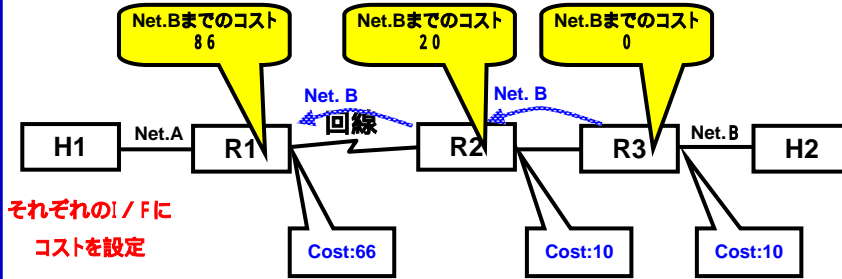 Net.Bまでのコスト
86
Net.Bまでのコスト
20
Net.Bまでのコスト
0
Net. B
Net. B
回線
H1
Net.A
R1
R2
R3
Net.B
H2
それぞれのI/Fに
コストを設定
Cost:66
Cost:10
Cost:10